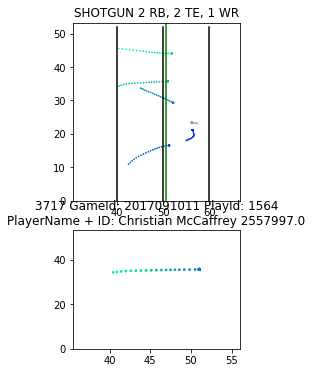 SHOTGUN 2 RB, 2 TE, 1 WR
50
40
30
20
10
0
40 50 60
3717 GameId: 2017091011 PlayId: 1564
PlayerName + ID: Christian McCaffrey 2557997.0
40
20
0
40 45 50 55